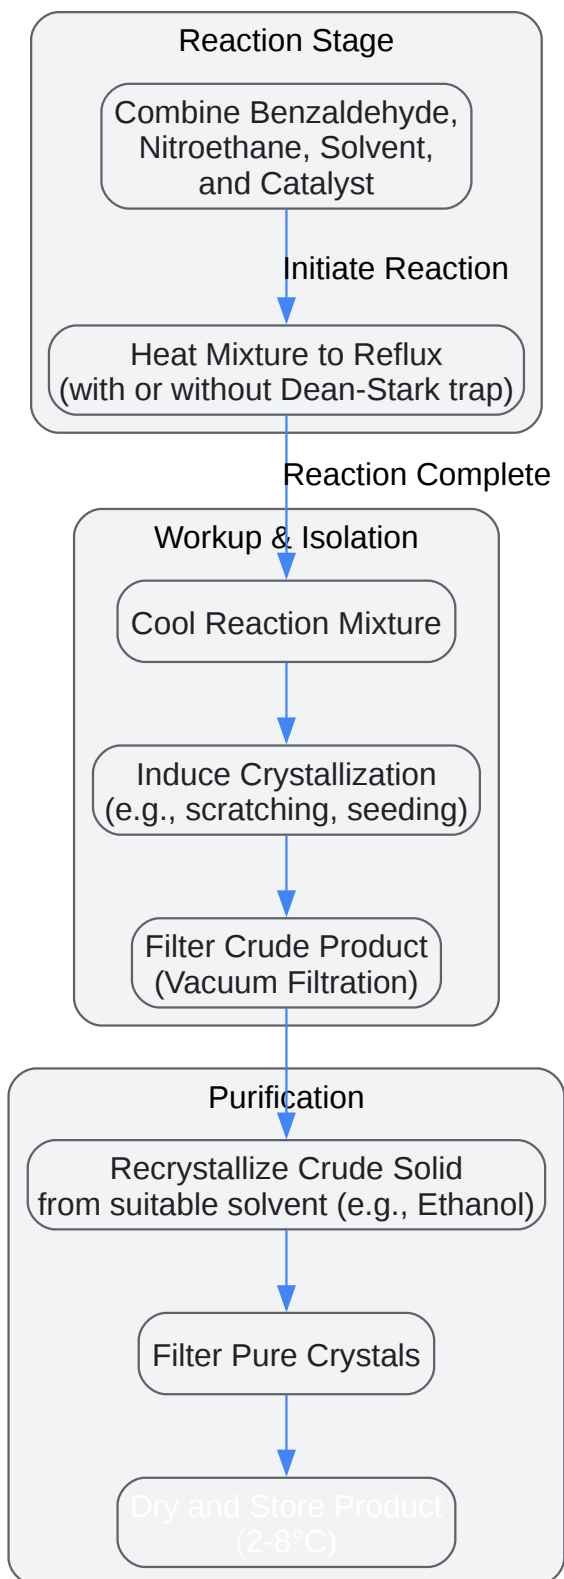 Reaction Stage
Combine Benzaldehyde,
Nitroethane, Solvent,
and Catalyst
Initiate Reaction
Heat Mixture to Reflux
(with or without Dean-Stark trap)
Reaction Complete
Workup & Isolation
Cool Reaction Mixture
Induce Crystallization
(e.g., scratching, seeding)
Filter Crude Product
(Vacuum Filtration)
Purification
Recrystallize Crude Solid
from suitable solvent (e.g., Ethanol)
Filter Pure Crystals
Dry and Store Product
(2-8°C)